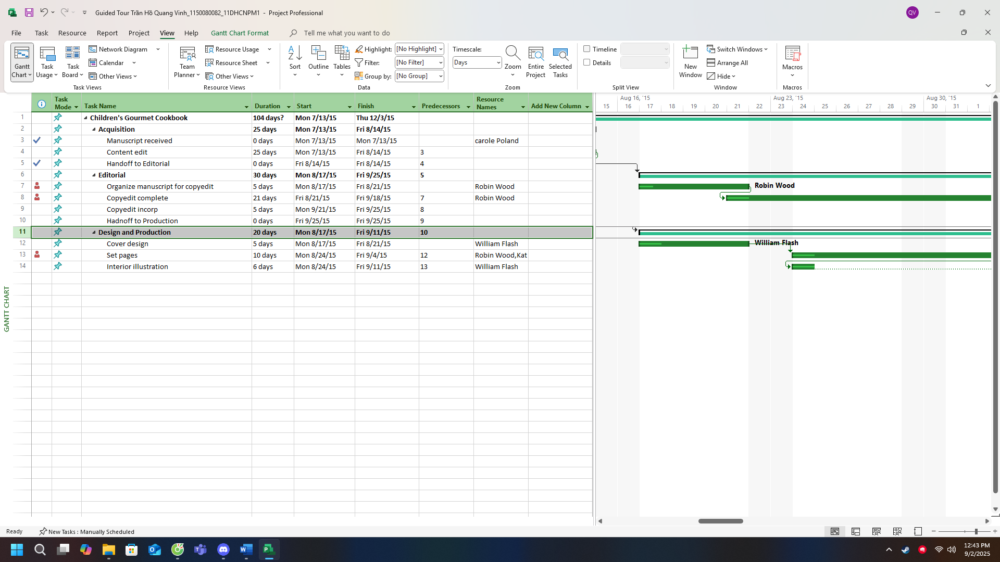 Guided Tour Trần Hồ Quang Vinh_1150080082_11DHCNPM1 - Project Professional
QV
File Task Resource Report Project View Help Gantt Chart Format Tell me what you want to do
Gantt Chart
Task Usage
Task Board
Network Diagram
Calendar
Other Views
Task Views
Team Planner
Resource Usage
Resource Sheet
Other Views
Resource Views
Sort
Outline
Tables
Highlight: [No Highlight]
Filter: [No Filter]
Group by: [No Group]
Data
Timescale:
Days
Zoom
Entire Project
Selected Tasks
Zoom
Timeline
Details
Split View
New Window
Switch Windows
Arrange All
Hide
Window
Macros
Macros
Task Mode Task Name Duration Start Finish Predecessors Resource Names Add New Column
1 Children's Gourmet Cookbook 104 days? Mon 7/13/15 Thu 12/3/15
2 Acquisition 25 days Mon 7/13/15 Fri 8/14/15
3 Manuscript received 0 days Mon 7/13/15 Mon 7/13/15 carole Poland
4 Content edit 25 days Mon 7/13/15 Fri 8/14/15 3
5 Handoff to Editorial 0 days Fri 8/14/15 Fri 8/14/15 4
6 Editorial 30 days Mon 8/17/15 Fri 9/25/15 5
7 Organize manuscript for copyedit 5 days Mon 8/17/15 Fri 8/21/15 Robin Wood
8 Copyedit complete 21 days Fri 8/21/15 Fri 9/18/15 7 Robin Wood
9 Copyedit incorp 5 days Mon 9/21/15 Fri 9/25/15 8
10 Hadnoff to Production 0 days Fri 9/25/15 Fri 9/25/15 9
11 Design and Production 20 days Mon 8/17/15 Fri 9/11/15 10
12 Cover design 5 days Mon 8/17/15 Fri 8/21/15 William Flash
13 Set pages 10 days Mon 8/24/15 Fri 9/4/15 12 Robin Wood,Kat
14 Interior illustration 6 days Mon 8/24/15 Fri 9/11/15 13 William Flash
Aug 16, '15 Aug 23, '15 Aug 30, '15
15 16 17 18 19 20 21 22 23 24 25 26 27 28 29 30 31 1
Robin Wood
William Flash
GANTT CHART
Ready New Tasks : Manually Scheduled
12:43 PM
9/2/2025